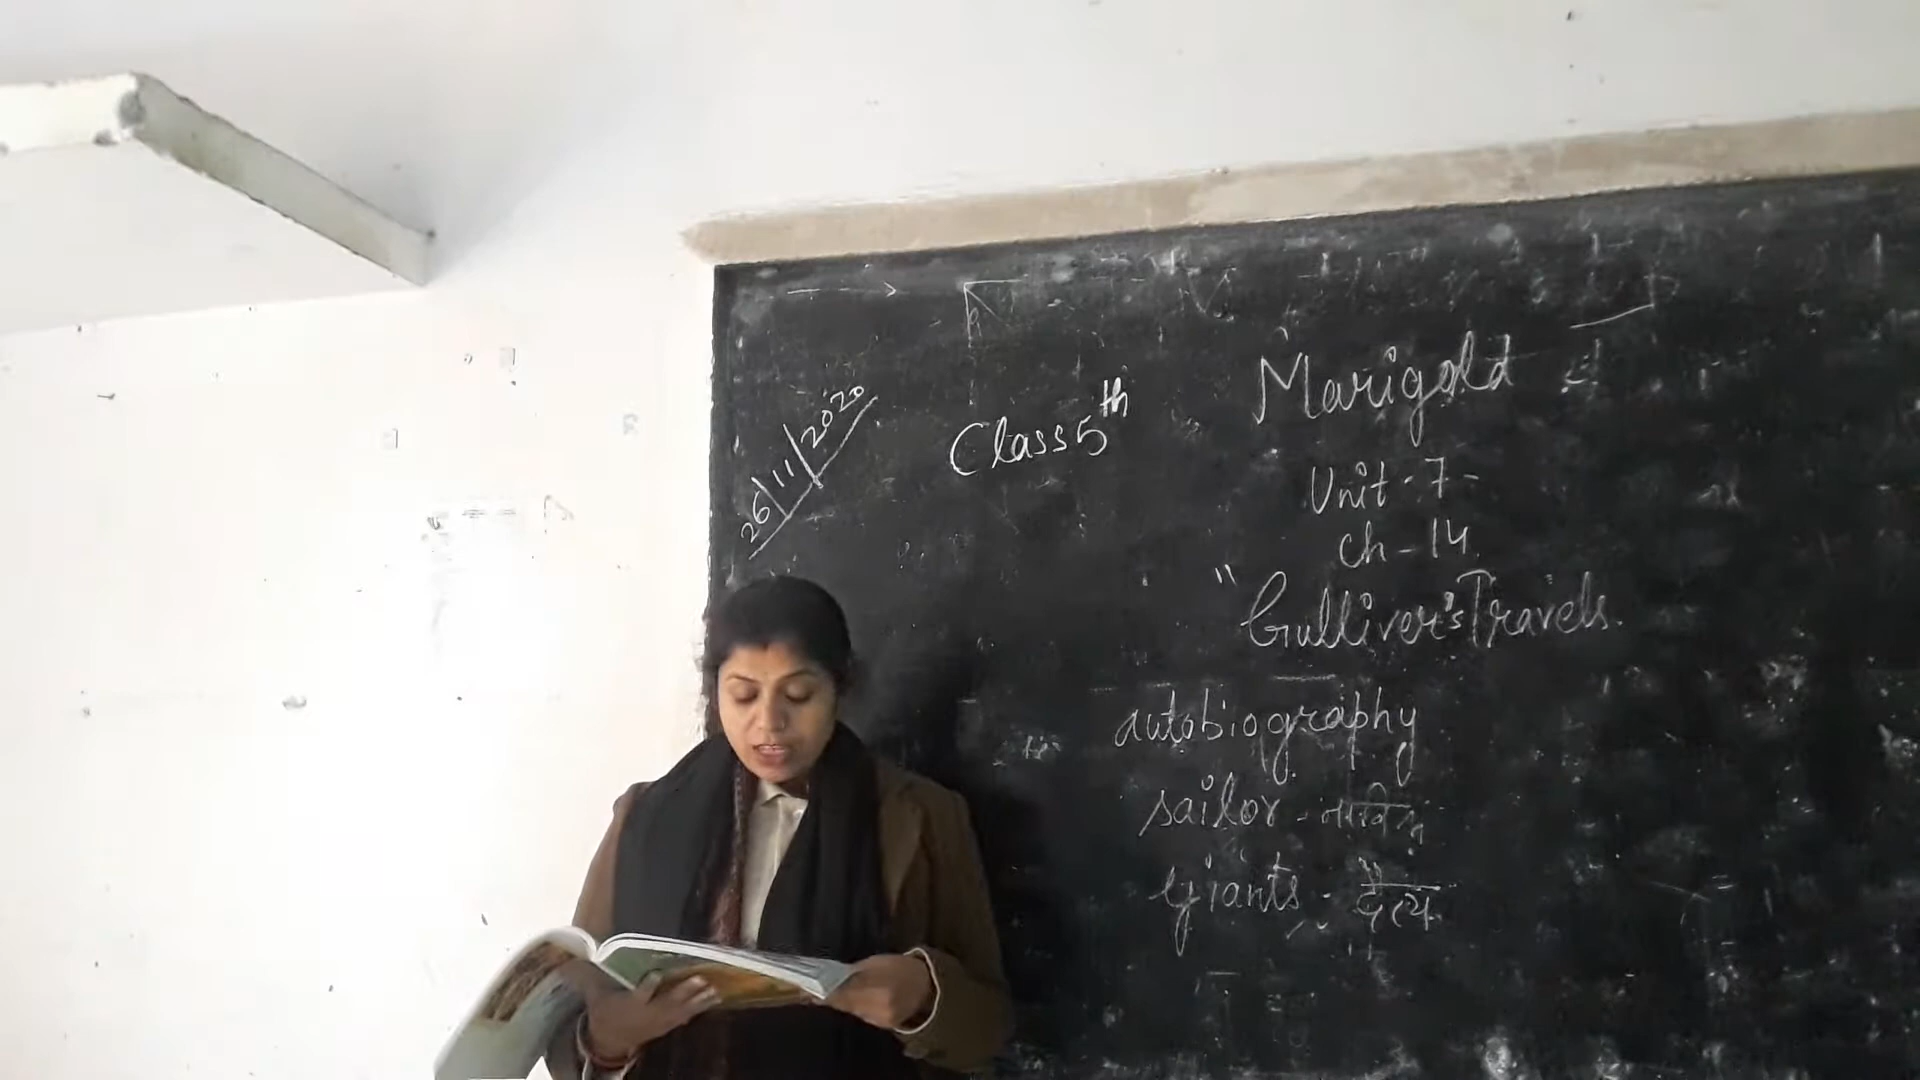 26/11/2020
Class 5th
Marigold
Unit - 7 -
Ch - 14
"Gulliver's Travels.
autobiography
sailor - नाविक
giants - दैत्य